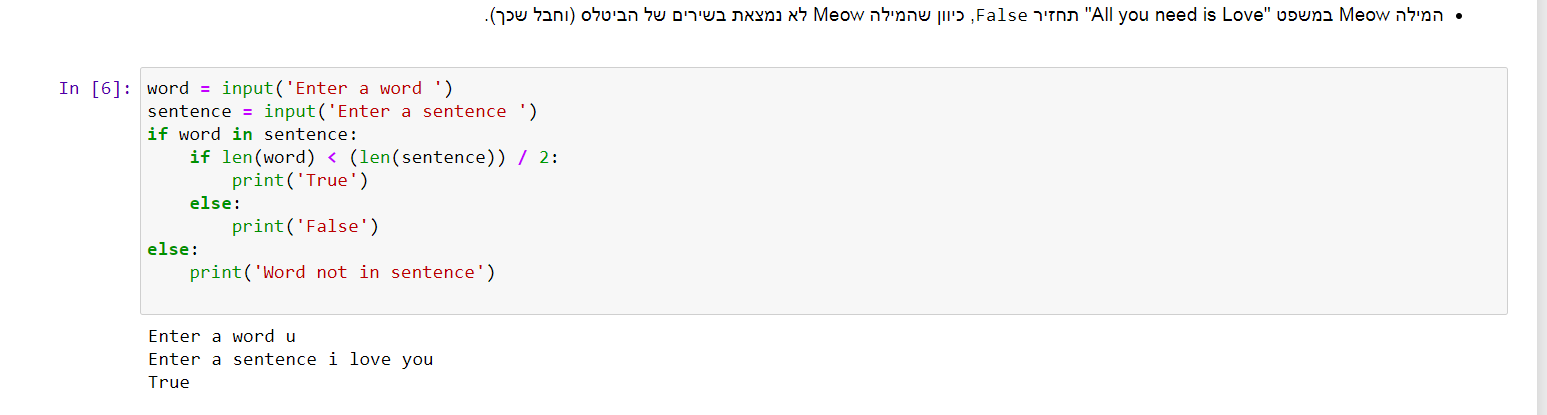 • המילה Meow במשפט "All you need is Love" תחזיר False, כיוון שהמילה Meow לא נמצאת בשירים של הביטלס (וחבל שכך).
In [6]: word = input('Enter a word ')
sentence = input('Enter a sentence ')
if word in sentence:
    if len(word) < (len(sentence)) / 2:
        print('True')
    else:
        print('False')
else:
    print('Word not in sentence')
Enter a word u
Enter a sentence i love you
True